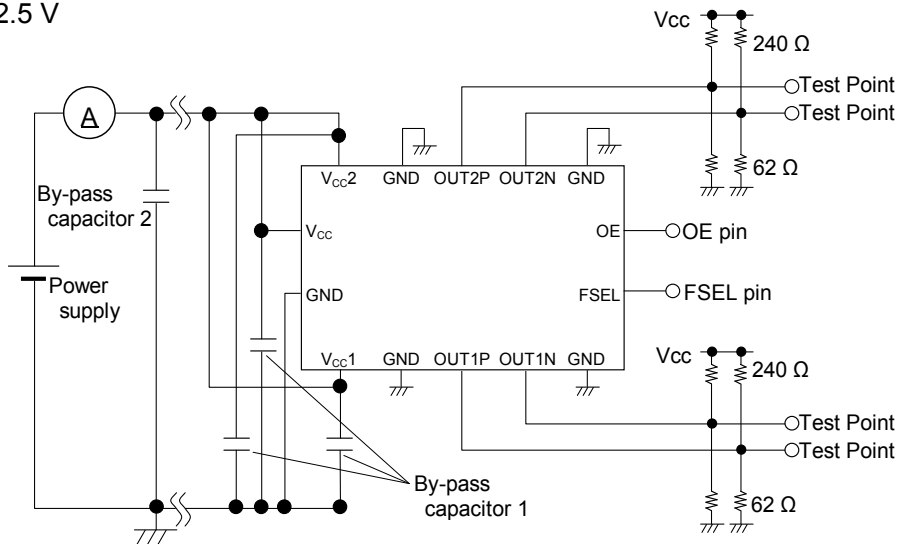 2.5 V
Vcc
240 Ω
Test Point
Test Point
62 Ω
A
By-pass
capacitor 2
Power
supply
VCC2 GND OUT2P OUT2N GND
VCC
OE
OE pin
GND
FSEL
FSEL pin
VCC1 GND OUT1P OUT1N GND
Vcc
240 Ω
Test Point
Test Point
62 Ω
By-pass
capacitor 1